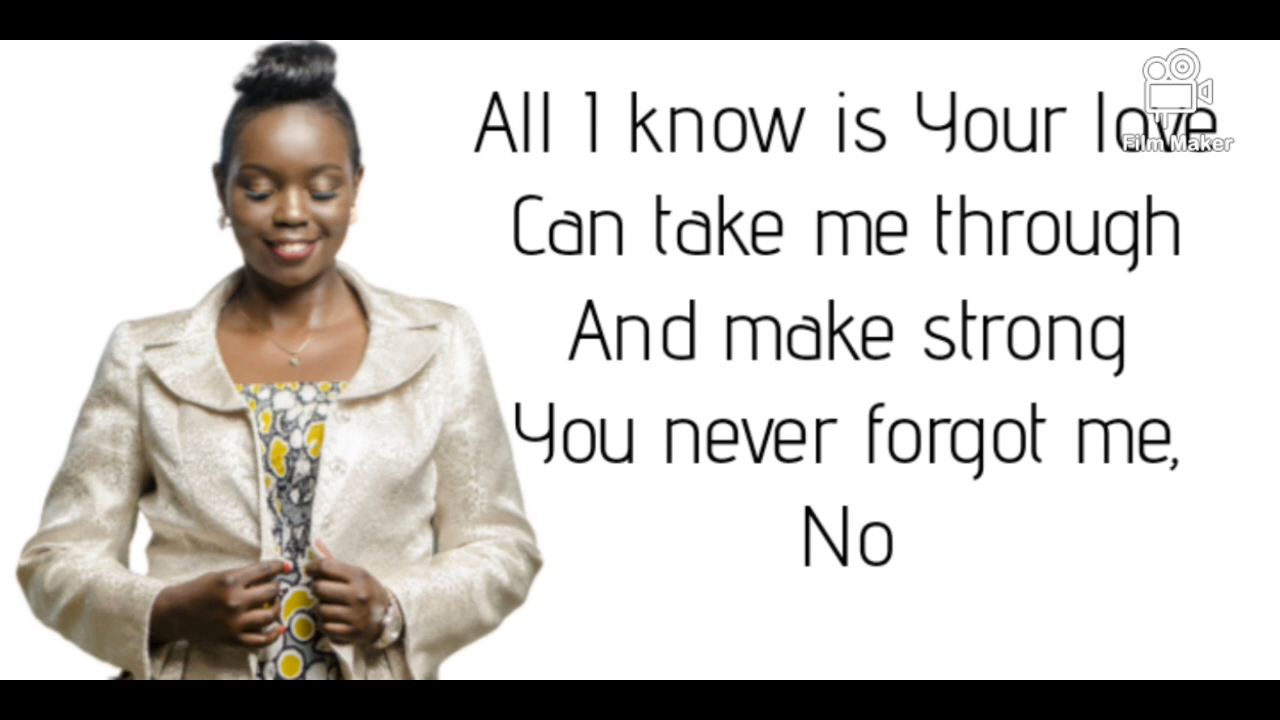 All I know is Your love
Film Maker
Can take me through
And make strong
You never forgot me,
No